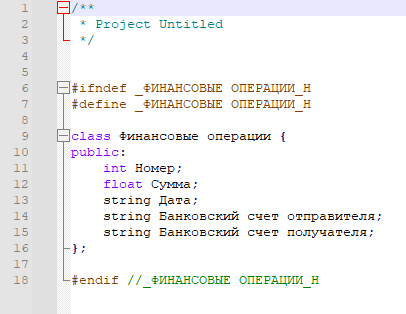 1 /**
2 * Project Untitled
3 */
4
5
6 #ifndef _ФИНАНСОВЫЕ ОПЕРАЦИИ_H
7 #define _ФИНАНСОВЫЕ ОПЕРАЦИИ_H
8
9 class Финансовые операции {
10 public:
11 int Номер;
12 float Сумма;
13 string Дата;
14 string Банковский счет отправителя;
15 string Банковский счет получателя;
16 };
17
18 #endif //_ФИНАНСОВЫЕ ОПЕРАЦИИ_H